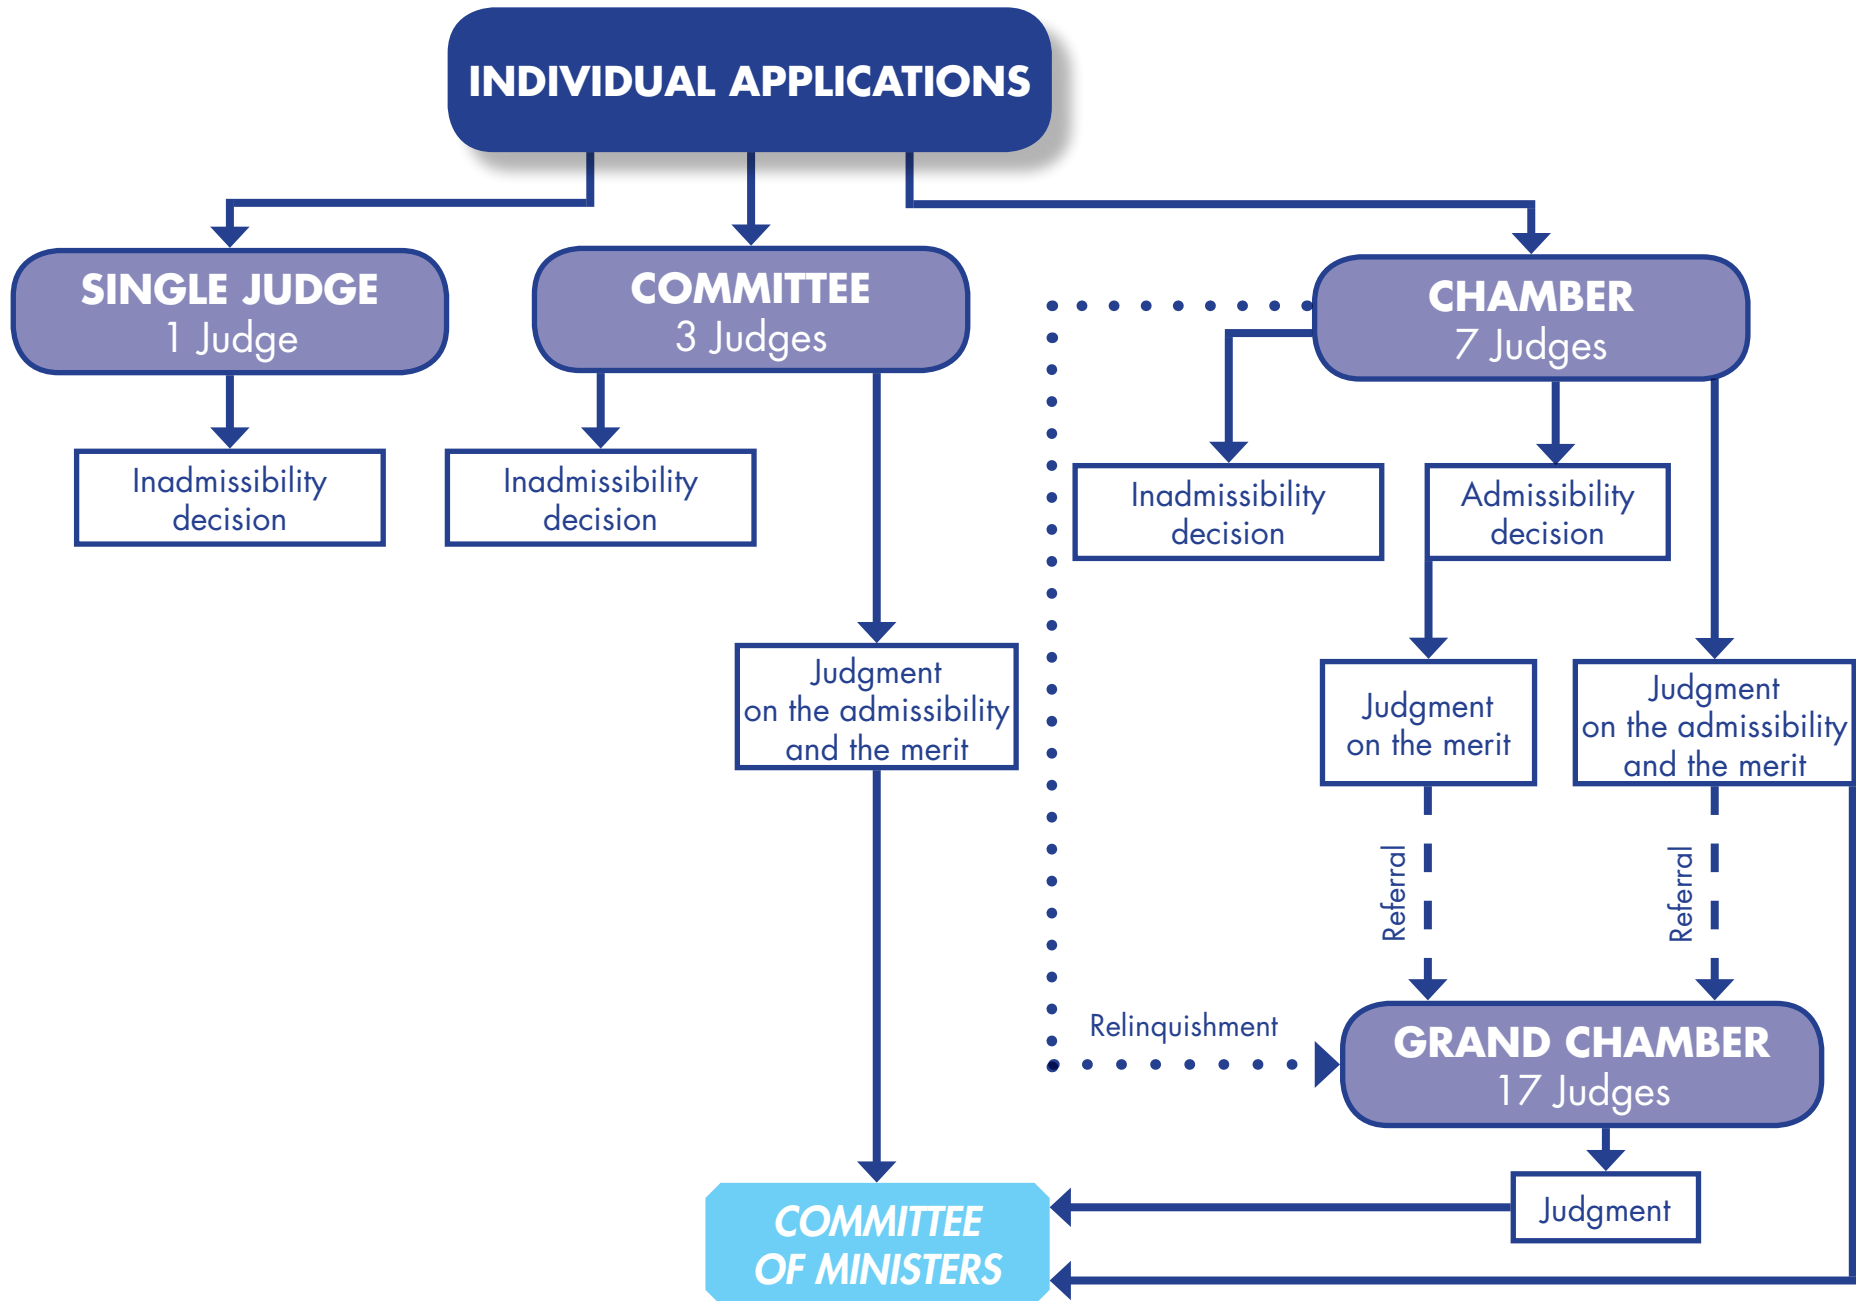 INDIVIDUAL APPLICATIONS
SINGLE JUDGE
1 Judge
COMMITTEE
3 Judges
CHAMBER
7 Judges
Inadmissibility
decision
Inadmissibility
decision
Inadmissibility
decision
Admissibility
decision
Judgment
on the admissibility
and the merit
Judgment
on the merit
Judgment
on the admissibility
and the merit
Referral
Referral
Relinquishment
GRAND CHAMBER
17 Judges
Judgment
COMMITTEE
OF MINISTERS